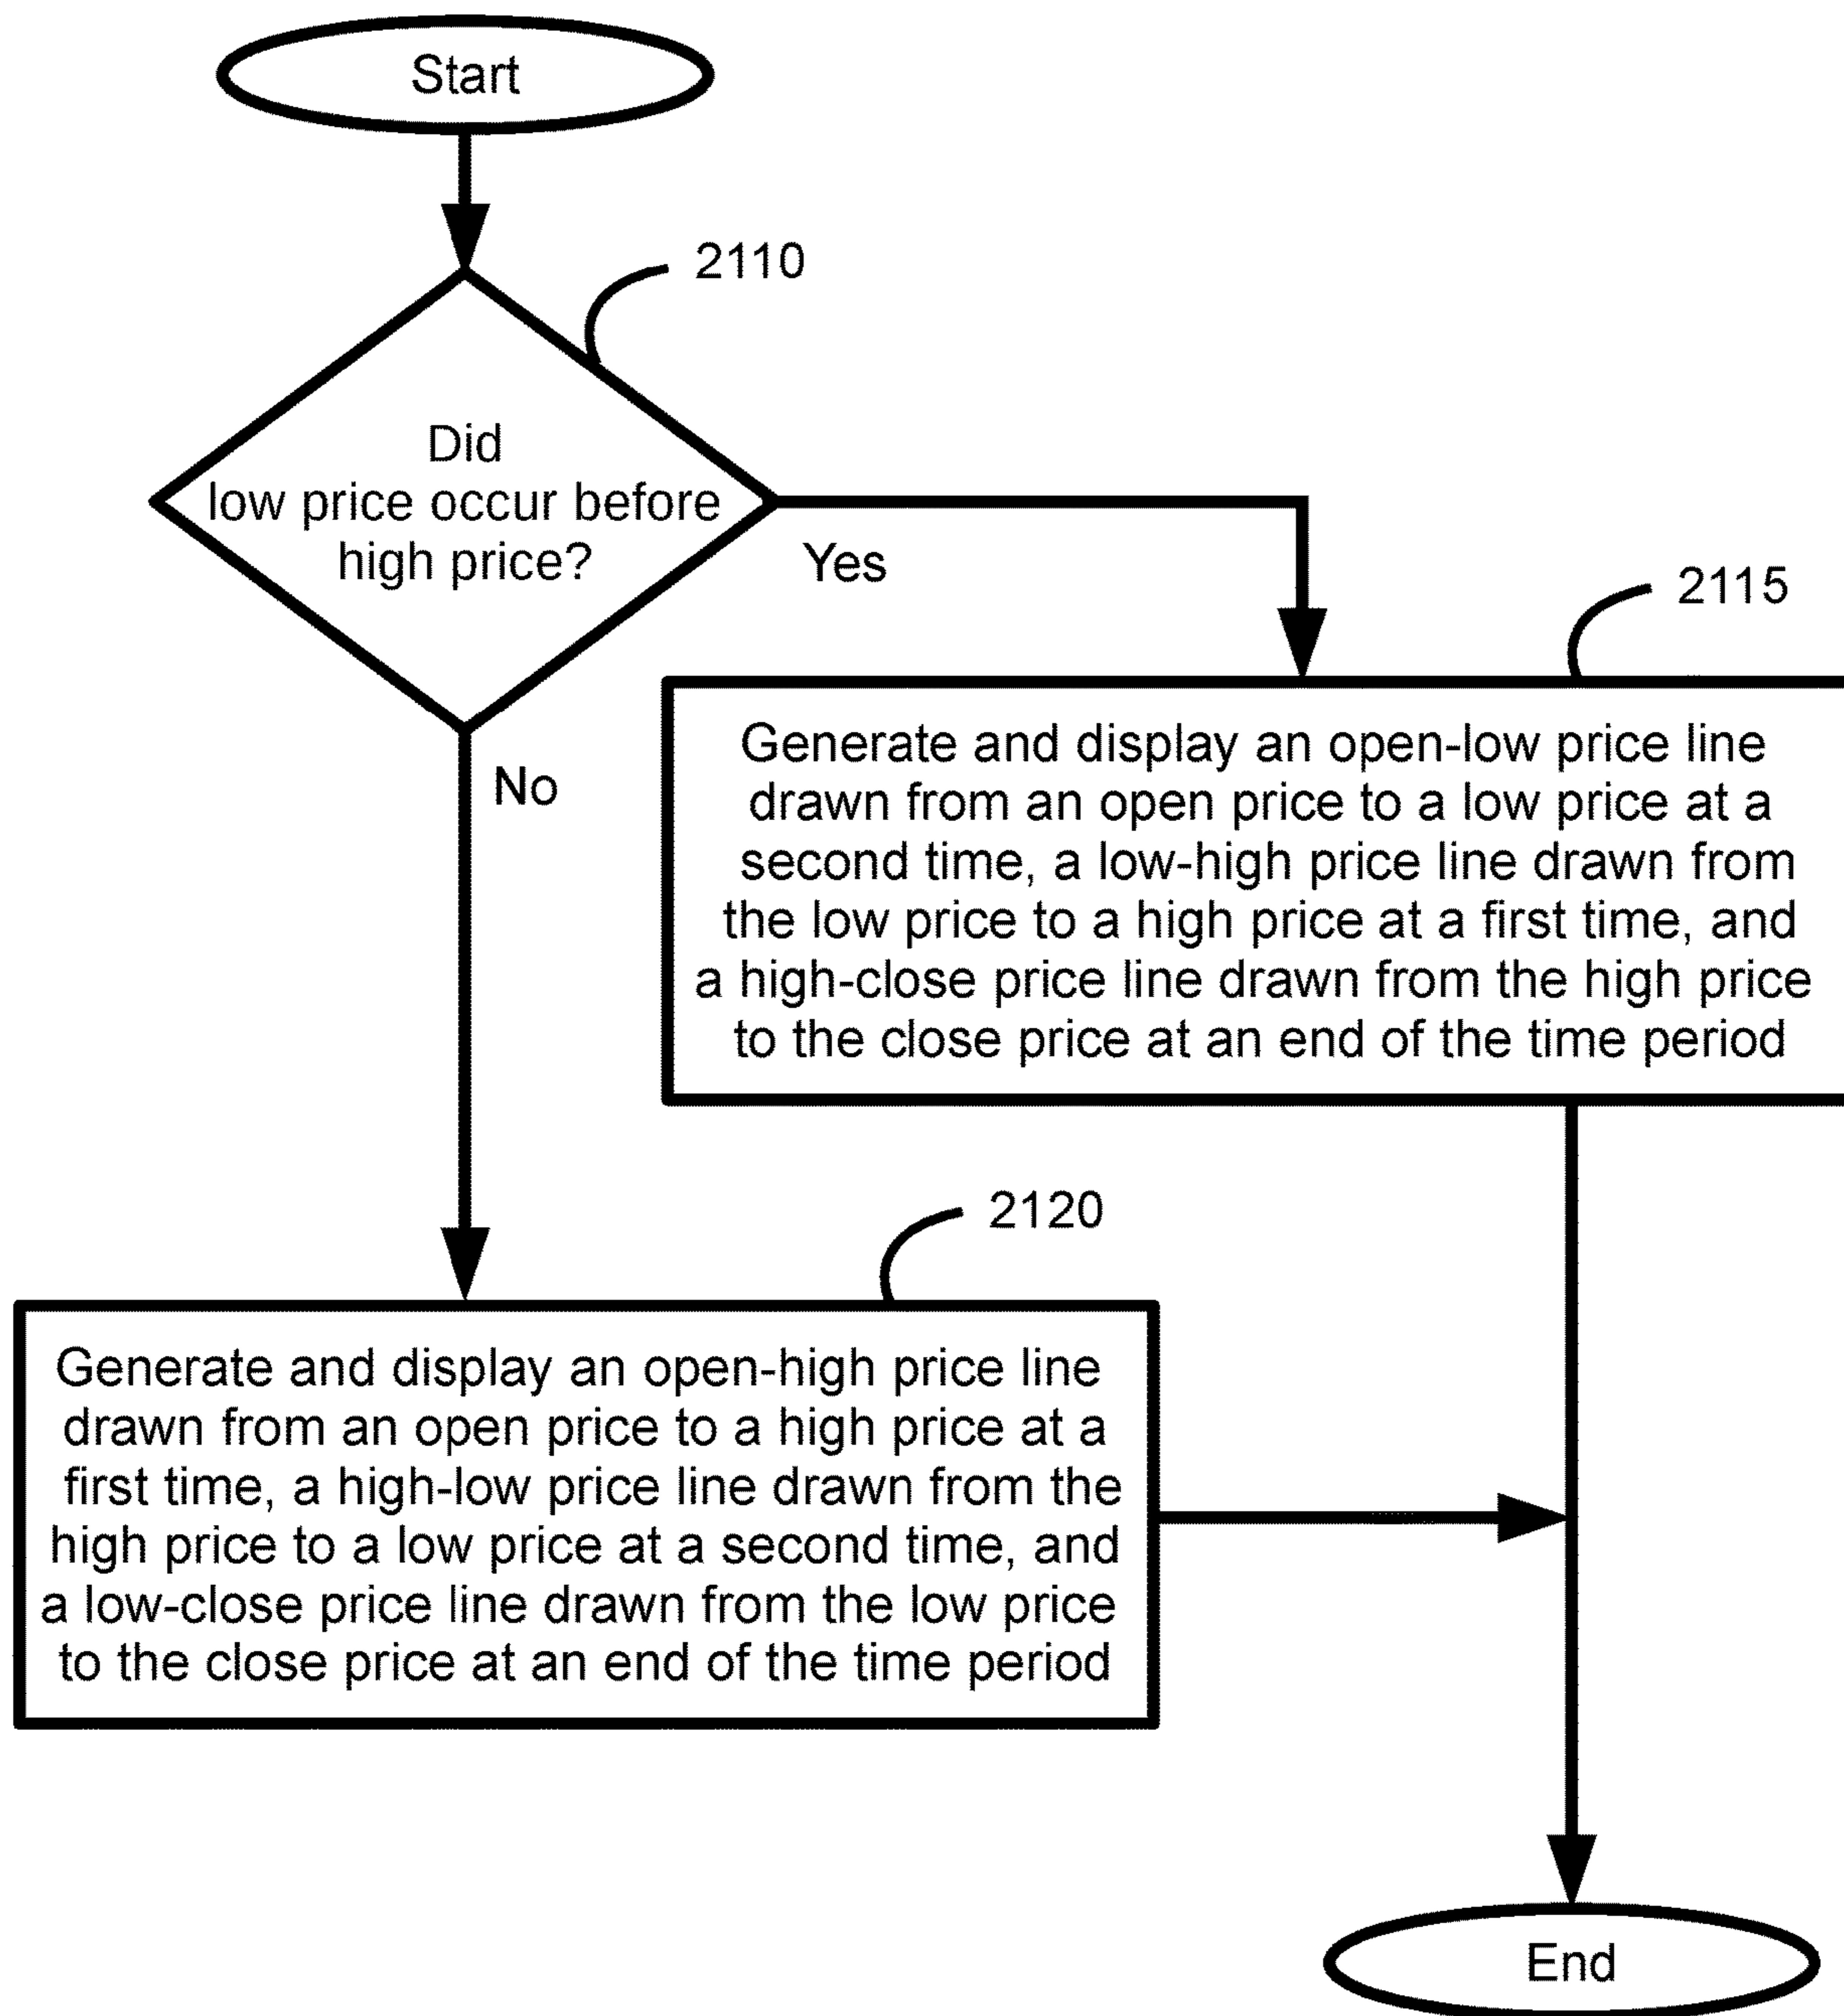 Start
2110
Did
low price occur before
high price?
Yes
2115
No
Generate and display an open-low price line
drawn from an open price to a low price at a
second time, a low-high price line drawn from
the low price to a high price at a first time, and
a high-close price line drawn from the high price
to the close price at an end of the time period
2120
Generate and display an open-high price line
drawn from an open price to a high price at a
first time, a high-low price line drawn from the
high price to a low price at a second time, and
a low-close price line drawn from the low price
to the close price at an end of the time period
End